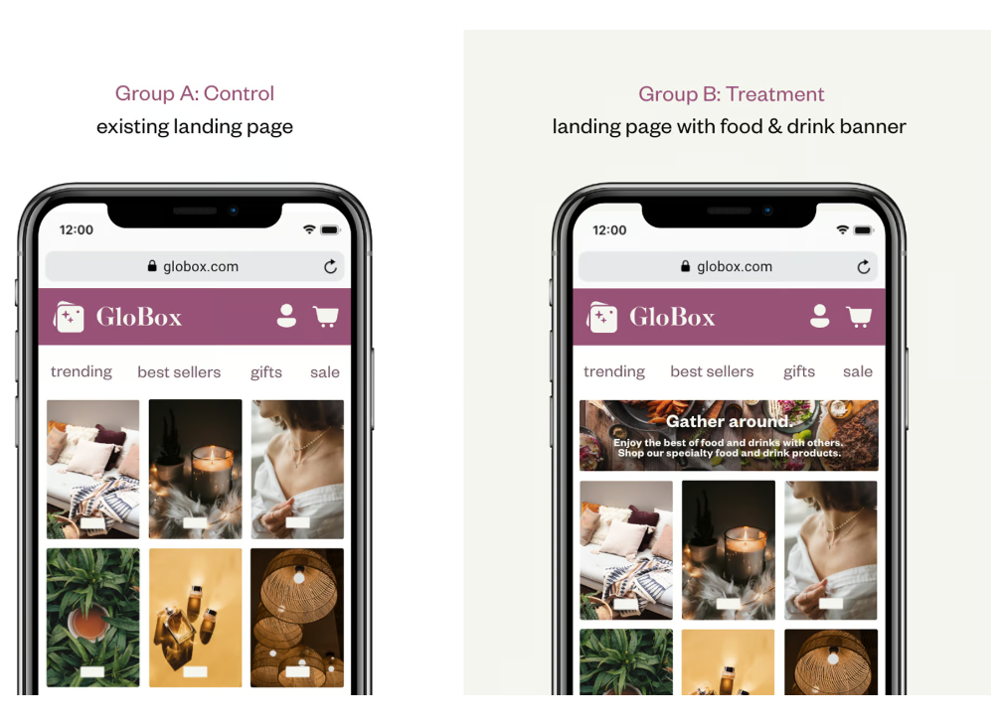 Group A: Control
existing landing page
12:00
globox.com
GloBox
trending best sellers gifts sale
Group B: Treatment
landing page with food & drink banner
12:00
globox.com
GloBox
trending best sellers gifts sale
Gather around.
Enjoy the best of food and drinks with others.
Shop our specialty food and drink products.